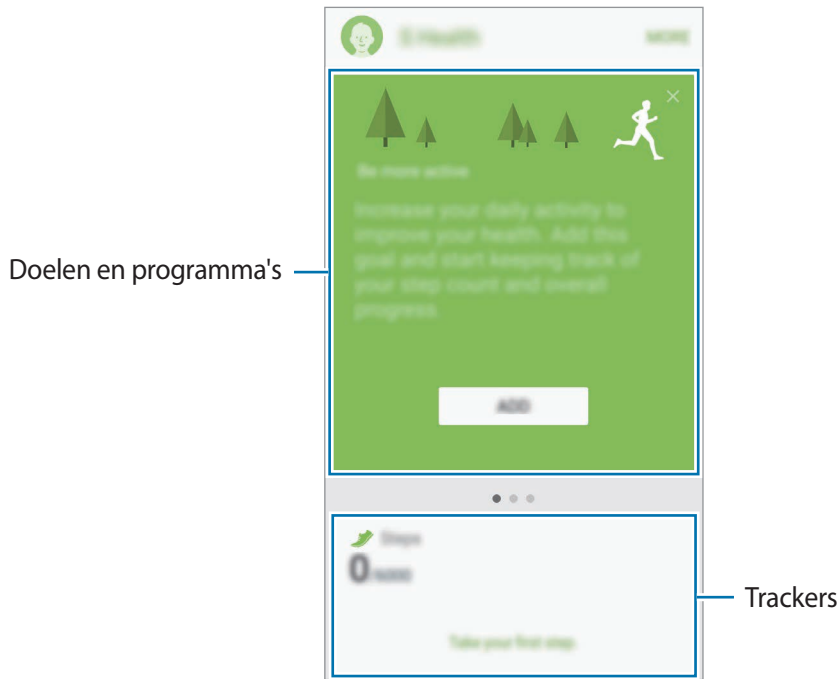 S Health
MORE
Be more active
Increase your daily activity to
improve your health. Add this
goal and start keeping track of
your step count and overall
progress.
Doelen en programma's
ADD
Steps
0/6000
Trackers
Take your first step.